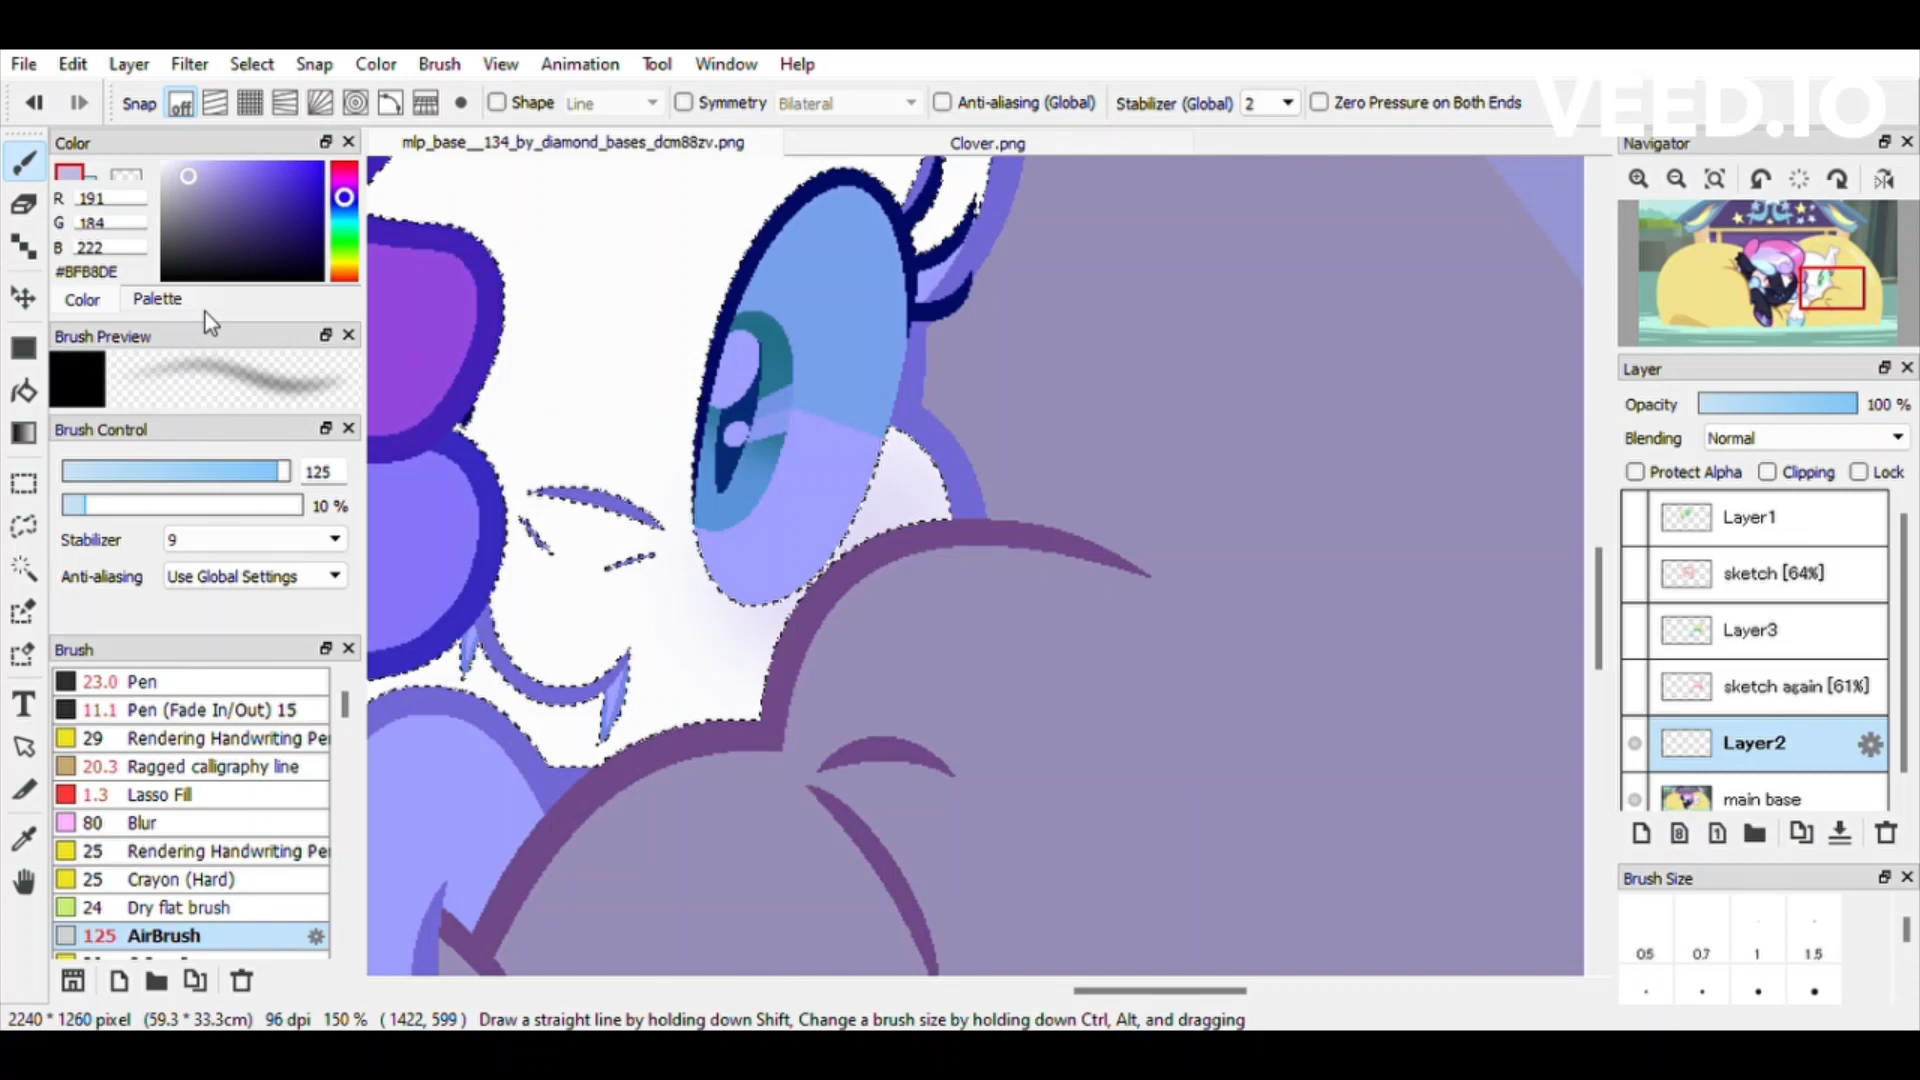 File Edit Layer Filter Select Snap Color Brush View Animation Tool Window Help
VEED.IO
Snap off Shape Line Symmetry Bilateral Anti-aliasing (Global) Stabilizer (Global) 2 Zero Pressure on Both Ends
Color
mlp_base__134_by_diamond_bases_dcm88zv.png
Clover.png
Navigator
R 191
G 184
B 222
#BFB8DE
Color Palette
Brush Preview
Brush Control
125
10 %
Stabilizer 9
Anti-aliasing Use Global Settings
Brush
23.0 Pen
11.1 Pen (Fade In/Out) 15
29 Rendering Handwriting Pe
20.3 Ragged calligraphy line
1.3 Lasso Fill
80 Blur
25 Rendering Handwriting Pe
25 Crayon (Hard)
24 Dry flat brush
125 AirBrush
Layer
Opacity 100 %
Blending Normal
Protect Alpha Clipping Lock
Layer1
sketch [64%]
Layer3
sketch again [61%]
Layer2
main base
Brush Size
0.5 0.7 1 1.5
2240 * 1260 pixel (59.3 * 33.3cm) 96 dpi 150 % ( 1422, 599 ) Draw a straight line by holding down Shift, Change a brush size by holding down Ctrl, Alt, and dragging